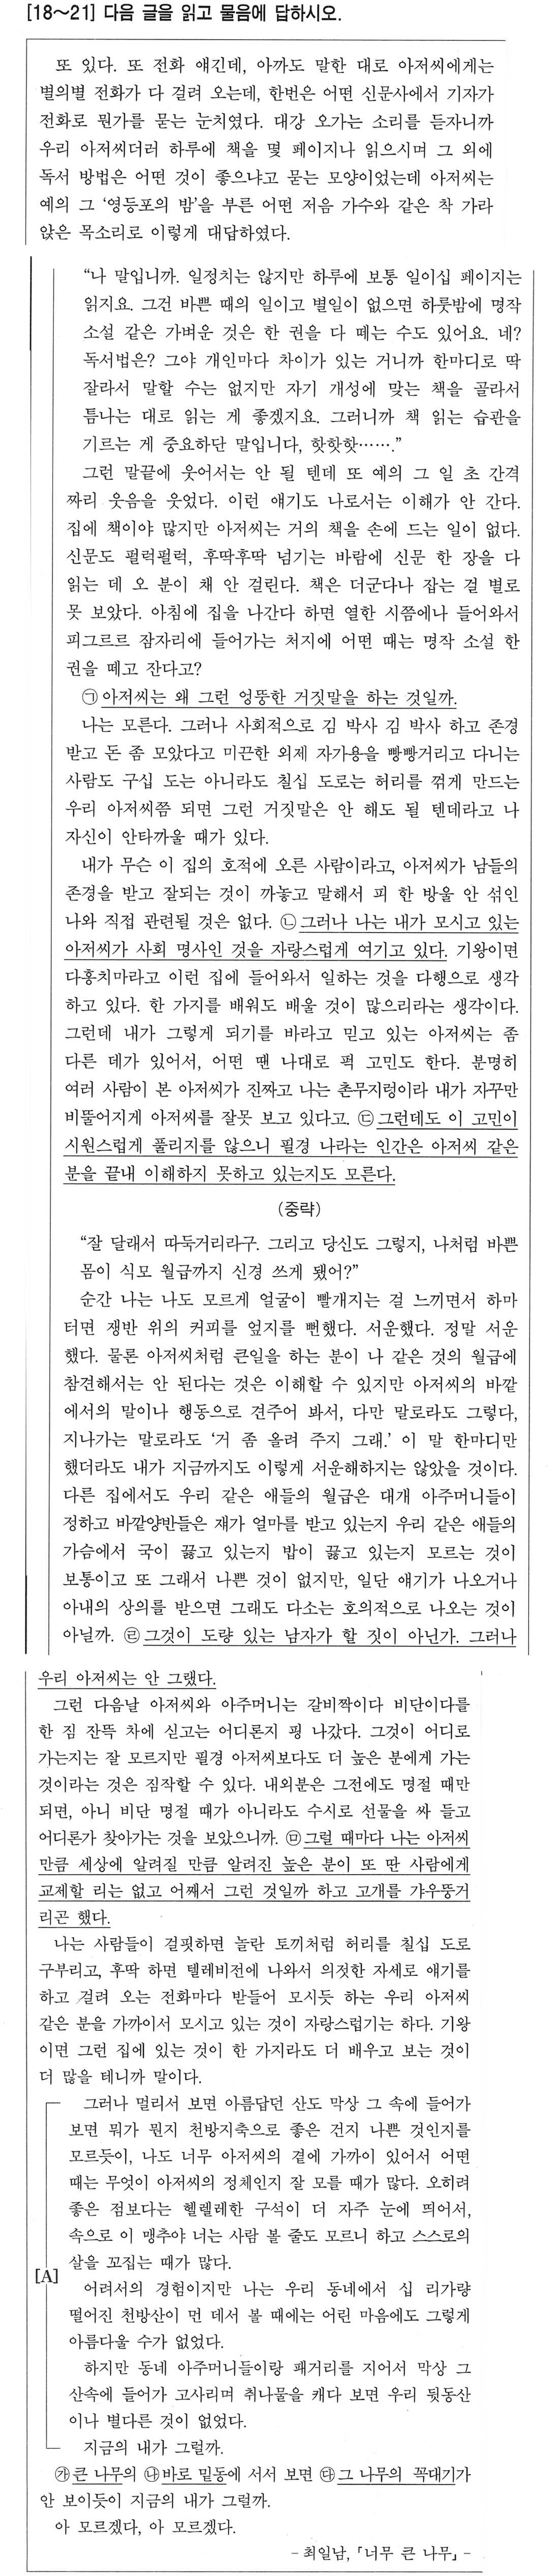 [18~21] 다음 글을 읽고 물음에 답하시오.
또 있다. 또 전화 얘긴데, 아까도 말한 대로 아저씨에게는
별의별 전화가 다 걸려 오는데, 한번은 어떤 신문사에서 기자가
전화로 뭔가를 묻는 눈치였다. 대강 오가는 소리를 듣자니까
우리 아저씨더러 하루에 책을 몇 페이지나 읽으시며 그 외에
독서 방법은 어떤 것이 좋으냐고 묻는 모양이었는데 아저씨는
예의 그 ‘영등포의 밤’을 부른 어떤 저음 가수와 같은 착 가라
앉은 목소리로 이렇게 대답하였다.
“나 말입니까. 일정치는 않지만 하루에 보통 일이십 페이지는
읽지요. 그건 바쁜 때의 일이고 별일이 없으면 하룻밤에 명작
소설 같은 가벼운 것은 한 권을 다 떼는 수도 있어요. 네?
독서법은? 그야 개인마다 차이가 있는 거니까 한마디로 딱
잘라서 말할 수는 없지만 자기 개성에 맞는 책을 골라서
틈나는 대로 읽는 게 좋겠지요. 그러니까 책 읽는 습관을
기르는 게 중요하단 말입니다, 핫핫핫…….”
그런 말끝에 웃어서는 안 될 텐데 또 예의 그 일 초 간격
짜리 웃음을 웃었다. 이런 얘기도 나로서는 이해가 안 간다.
집에 책이야 많지만 아저씨는 거의 책을 손에 드는 일이 없다.
신문도 펄럭펄럭, 후딱후딱 넘기는 바람에 신문 한 장을 다
읽는 데 오 분이 채 안 걸린다. 책은 더군다나 잡는 걸 별로
못 보았다. 아침에 집을 나간다 하면 열한 시쯤에나 들어와서
피그르르 잠자리에 들어가는 처지에 어떤 때는 명작 소설 한
권을 떼고 잔다고?
㉠ 아저씨는 왜 그런 엉뚱한 거짓말을 하는 것일까.
나는 모른다. 그러나 사회적으로 김 박사 김 박사 하고 존경
받고 돈 좀 모았다고 미끈한 외제 자가용을 빵빵거리고 다니는
사람도 구십 도는 아니라도 칠십 도로는 허리를 꺾게 만드는
우리 아저씨쯤 되면 그런 거짓말은 안 해도 될 텐데라고 나
자신이 안타까울 때가 있다.
내가 무슨 이 집의 호적에 오른 사람이라고, 아저씨가 남들의
존경을 받고 잘되는 것이 까놓고 말해서 피 한 방울 안 섞인
나와 직접 관련될 것은 없다. ㉡ 그러나 나는 내가 모시고 있는
아저씨가 사회 명사인 것을 자랑스럽게 여기고 있다. 기왕이면
다홍치마라고 이런 집에 들어와서 일하는 것을 다행으로 생각
하고 있다. 한 가지를 배워도 배울 것이 많으리라는 생각이다.
그런데 내가 그렇게 되기를 바라고 믿고 있는 아저씨는 좀
다른 데가 있어서, 어떤 땐 나대로 퍽 고민도 한다. 분명히
여러 사람이 본 아저씨가 진짜고 나는 촌무지렁이라 내가 자꾸만
비뚤어지게 아저씨를 잘못 보고 있다고. ㉢ 그런데도 이 고민이
시원스럽게 풀리지를 않으니 필경 나라는 인간은 아저씨 같은
분을 끝내 이해하지 못하고 있는지도 모른다.
(중략)
“잘 달래서 따둑거리라구. 그리고 당신도 그렇지, 나처럼 바쁜
몸이 식모 월급까지 신경 쓰게 됐어?”
순간 나는 나도 모르게 얼굴이 빨개지는 걸 느끼면서 하마
터면 쟁반 위의 커피를 엎지를 뻔했다. 서운했다. 정말 서운
했다. 물론 아저씨처럼 큰일을 하는 분이 나 같은 것의 월급에
참견해서는 안 된다는 것은 이해할 수 있지만 아저씨의 바깥
에서의 말이나 행동으로 견주어 봐서, 다만 말로라도 그렇다,
지나가는 말로라도 ‘거 좀 올려 주지 그래.’ 이 말 한마디만
했더라도 내가 지금까지도 이렇게 서운해하지는 않았을 것이다.
다른 집에서도 우리 같은 애들의 월급은 대개 아주머니들이
정하고 바깥양반들은 재가 얼마를 받고 있는지 우리 같은 애들의
가슴에서 국이 끓고 있는지 밥이 끓고 있는지 모르는 것이
보통이고 또 그래서 나쁜 것이 없지만, 일단 얘기가 나오거나
아내의 상의를 받으면 그래도 다소는 호의적으로 나오는 것이
아닐까. ㉣ 그것이 도량 있는 남자가 할 짓이 아닌가. 그러나
우리 아저씨는 안 그랬다.
그런 다음날 아저씨와 아주머니는 갈비짝이다 비단이다를
한 짐 잔뜩 차에 싣고는 어디론지 핑 나갔다. 그것이 어디로
가는지는 잘 모르지만 필경 아저씨보다도 더 높은 분에게 가는
것이라는 것은 짐작할 수 있다. 내외분은 그전에도 명절 때만
되면, 아니 비단 명절 때가 아니라도 수시로 선물을 싸 들고
어디론가 찾아가는 것을 보았으니까. ㉤ 그럴 때마다 나는 아저씨
만큼 세상에 알려질 만큼 알려진 높은 분이 또 딴 사람에게
교제할 리는 없고 어째서 그런 것일까 하고 고개를 갸우뚱거
리곤 했다.
나는 사람들이 걸핏하면 놀란 토끼처럼 허리를 칠십 도로
구부리고, 후딱 하면 텔레비전에 나와서 의젓한 자세로 얘기를
하고 걸려 오는 전화마다 받들어 모시듯 하는 우리 아저씨
같은 분을 가까이서 모시고 있는 것이 자랑스럽기는 하다. 기왕
이면 그런 집에 있는 것이 한 가지라도 더 배우고 보는 것이
더 많을 테니까 말이다.
그러나 멀리서 보면 아름답던 산도 막상 그 속에 들어가
보면 뭐가 뭔지 천방지축으로 좋은 건지 나쁜 것인지를
모르듯이, 나도 너무 아저씨의 곁에 가까이 있어서 어떤
때는 무엇이 아저씨의 정체인지 잘 모를 때가 많다. 오히려
좋은 점보다는 헬렐레한 구석이 더 자주 눈에 띄어서,
속으로 이 맹추야 너는 사람 볼 줄도 모르니 하고 스스로의
살을 꼬집는 때가 많다.
[A]
어려서의 경험이지만 나는 우리 동네에서 십 리가량
떨어진 천방산이 먼 데서 볼 때에는 어린 마음에도 그렇게
아름다울 수가 없었다.
하지만 동네 아주머니들이랑 패거리를 지어서 막상 그
산속에 들어가 고사리며 취나물을 캐다 보면 우리 뒷동산
이나 별다른 것이 없었다.
지금의 내가 그럴까.
㉮ 큰 나무의 ㉯ 바로 밑동에 서서 보면 ㉰ 그 나무의 꼭대기가
안 보이듯이 지금의 내가 그럴까.
아 모르겠다, 아 모르겠다.
- 최일남, 「너무 큰 나무」 -